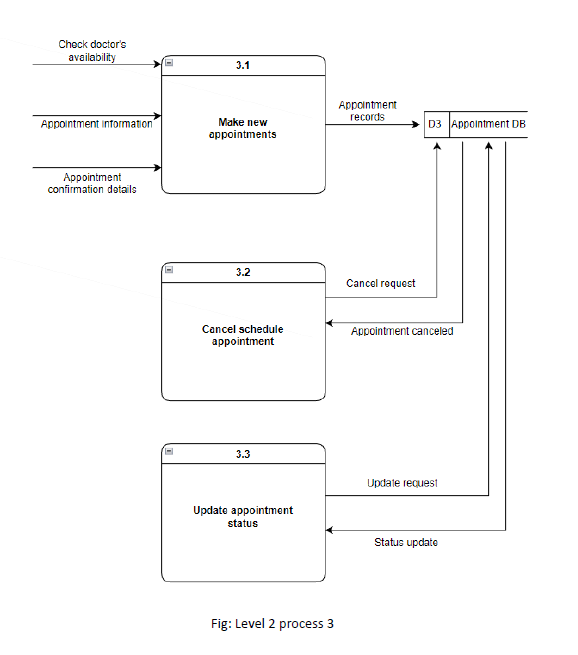 Check doctor's
availability
3.1
Make new
appointments
Appointment information
Appointment
confirmation details
Appointment
records
D3 Appointment DB
3.2
Cancel schedule
appointment
Cancel request
Appointment canceled
3.3
Update appointment
status
Update request
Status update
Fig: Level 2 process 3